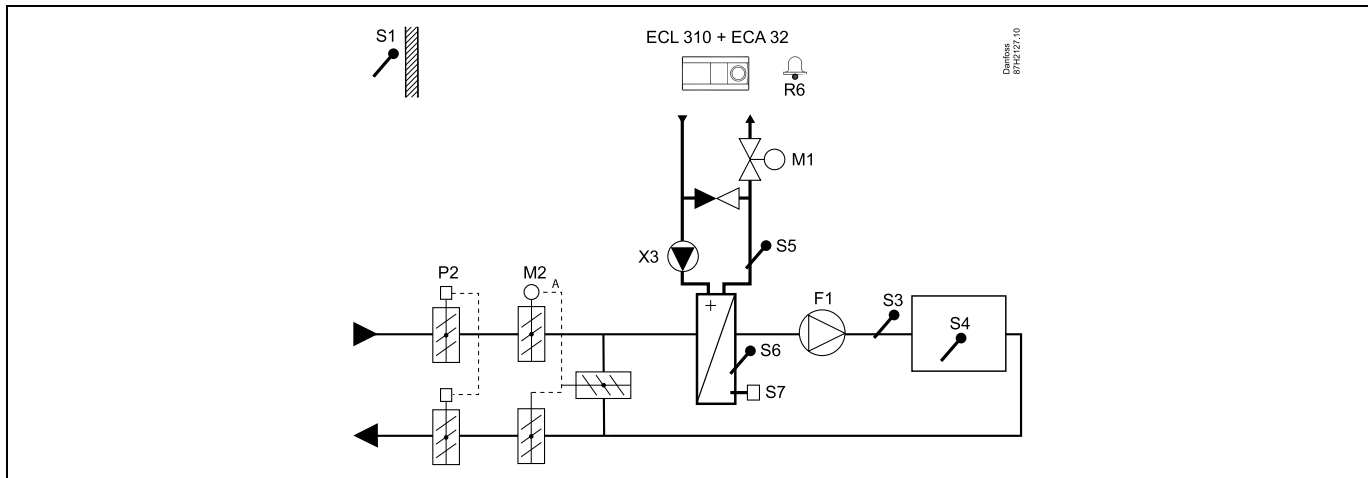 S1
ECL 310 + ECA 32
R6
Danfoss
87H2127.10
M1
X3
S5
P2
M2
A
F1
S3
S4
+
S6
S7